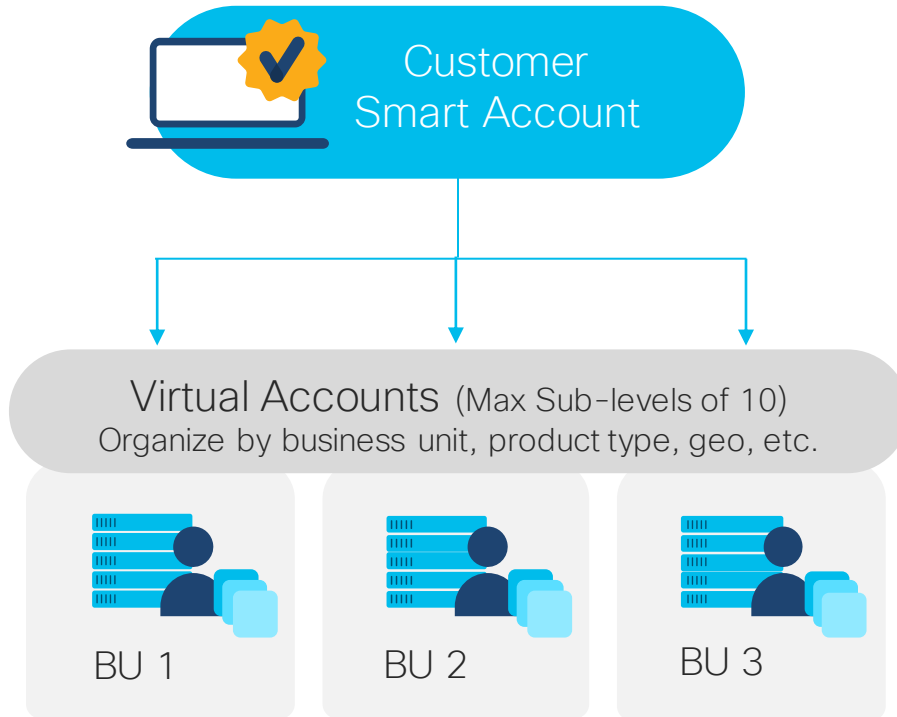 Customer
Smart Account
Virtual Accounts (Max Sub-levels of 10)
Organize by business unit, product type, geo, etc.
BU 1
BU 2
BU 3